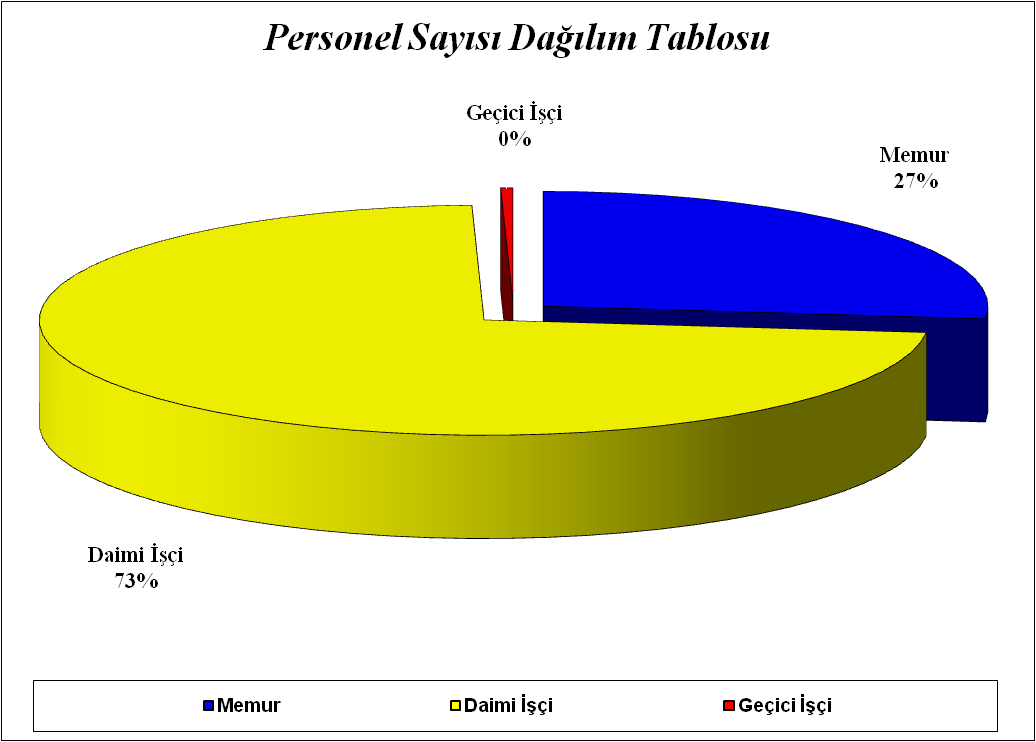 Personel Sayısı Dağılım Tablosu
Geçici İşçi
0%
Memur
27%
Daimi İşçi
73%
Memur
Daimi İşçi
Geçici İşçi